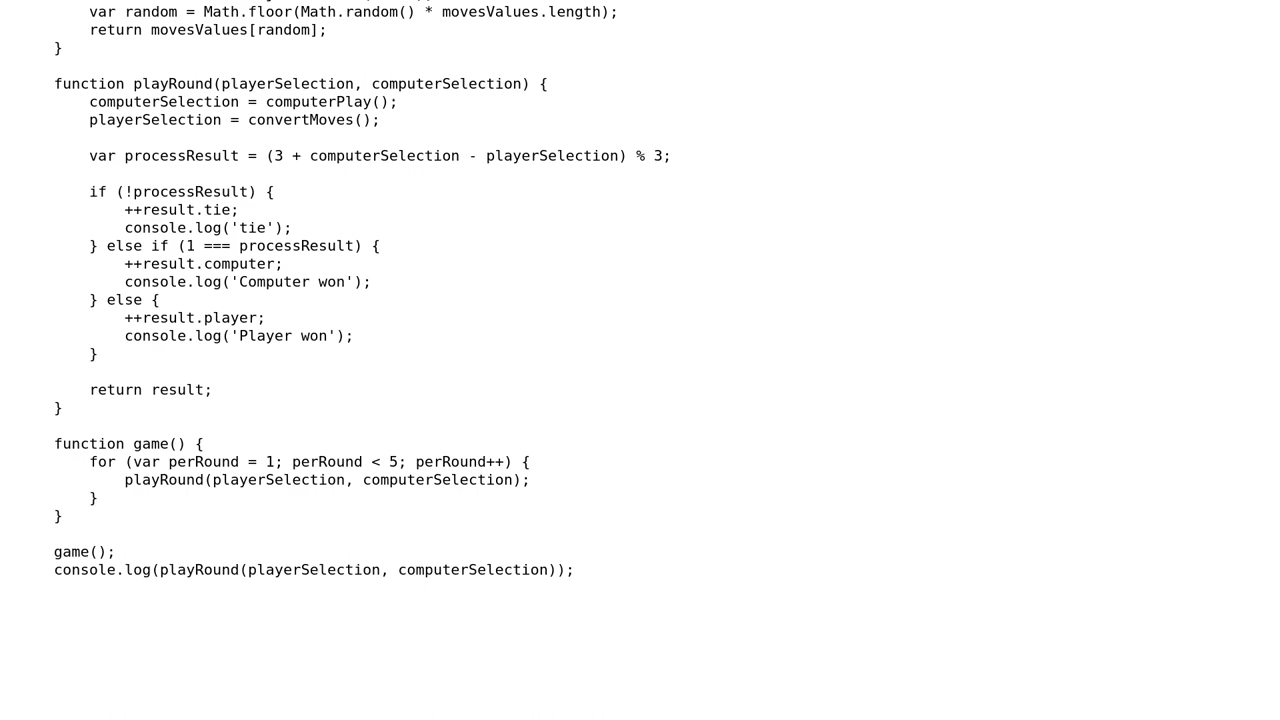 var random = Math.floor(Math.random() * movesValues.length);
return movesValues[random];
}
function playRound(playerSelection, computerSelection) {
computerSelection = computerPlay();
playerSelection = convertMoves();
var processResult = (3 + computerSelection - playerSelection) % 3;
if (!processResult) {
++result.tie;
console.log('tie');
} else if (1 === processResult) {
++result.computer;
console.log('Computer won');
} else {
++result.player;
console.log('Player won');
}
return result;
}
function game() {
for (var perRound = 1; perRound < 5; perRound++) {
playRound(playerSelection, computerSelection);
}
}
game();
console.log(playRound(playerSelection, computerSelection));